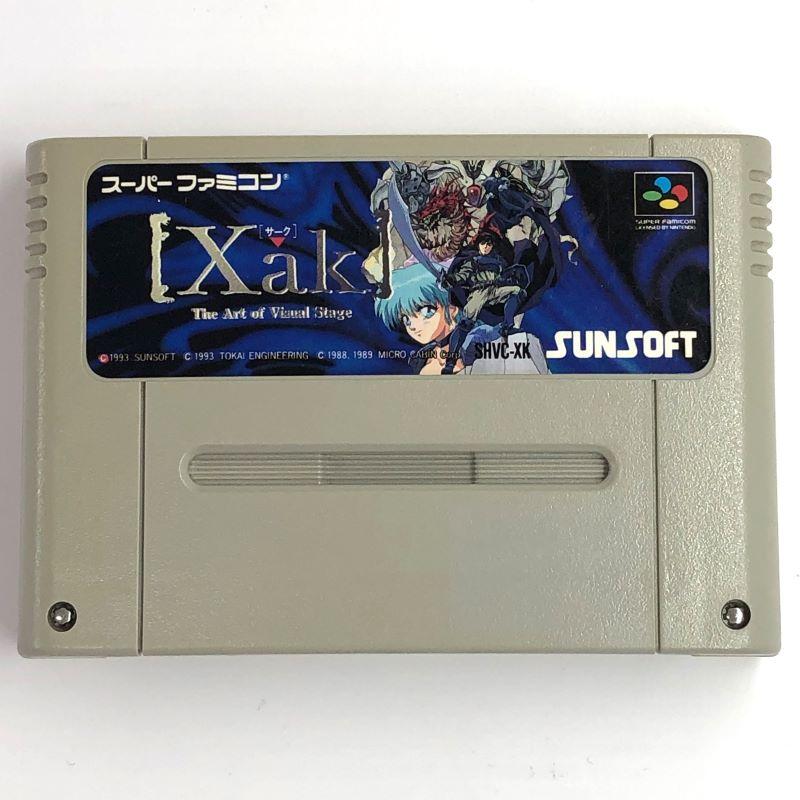 スーパーファミコン®
[サーク]
[Xak]
The Art of Visual Stage
SUPER FAMICOM
LICENSED BY NINTENDO
©1993 SUNSOFT © 1993 TOKAI ENGINEERING © 1988, 1989 MICRO CABIN Corp.
SHVC-XK
SUNSOFT